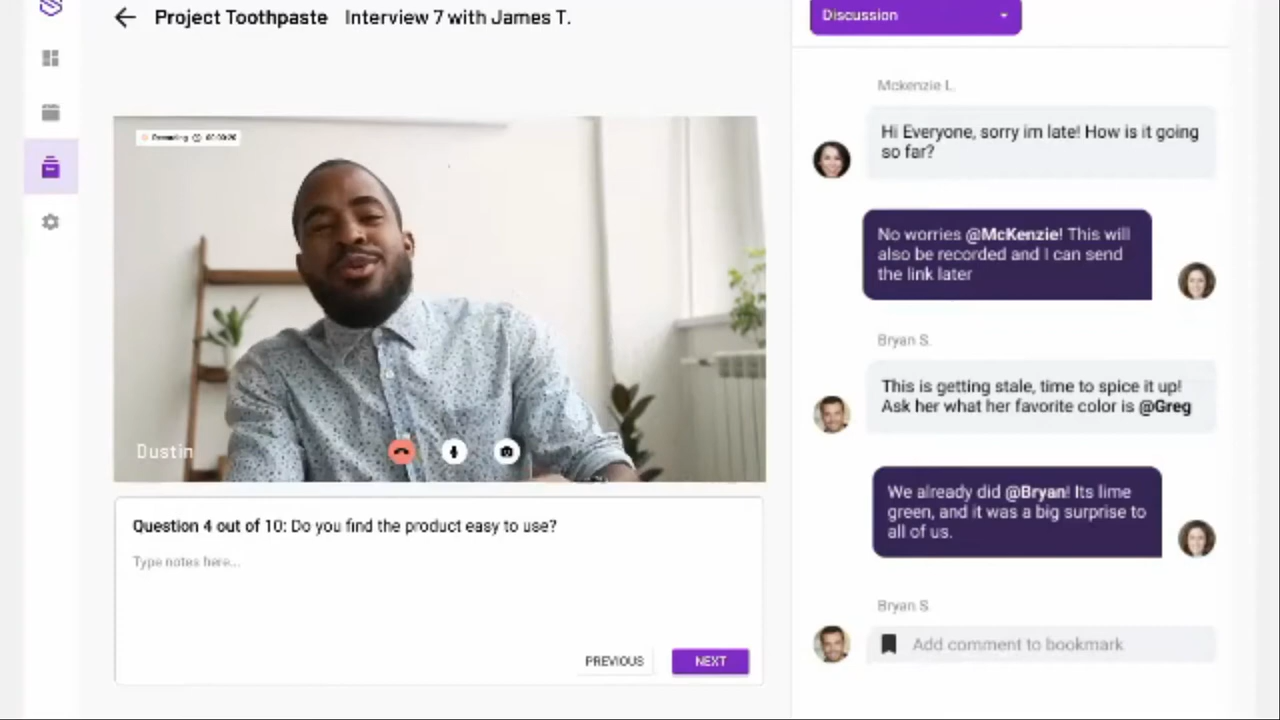 Project Toothpaste Interview 7 with James T.
Discussion
Recording 00:00:20
Dustin
Question 4 out of 10: Do you find the product easy to use?
Type notes here...
PREVIOUS
NEXT
Mckenzie L.
Hi Everyone, sorry im late! How is it going
so far?
No worries @McKenzie! This will
also be recorded and I can send
the link later
Bryan S.
This is getting stale, time to spice it up!
Ask her what her favorite color is @Greg
We already did @Bryan! Its lime
green, and it was a big surprise to
all of us.
Bryan S.
Add comment to bookmark